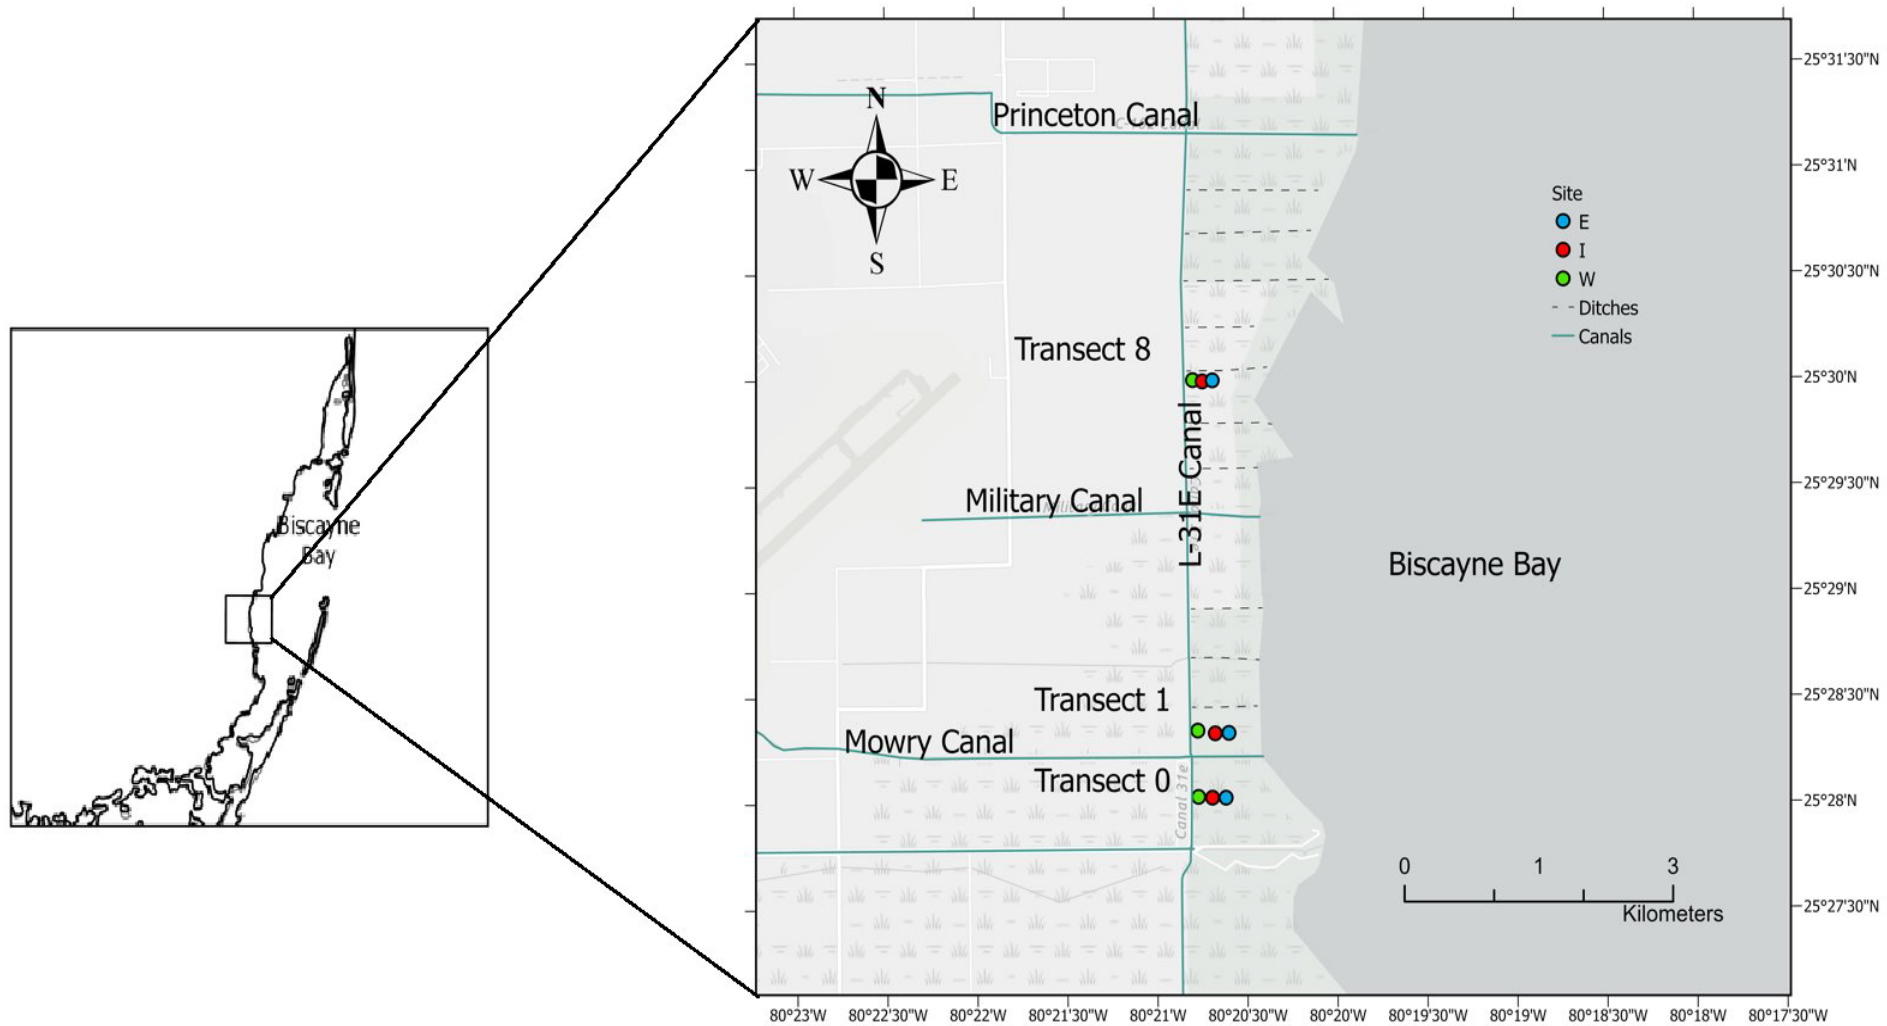 Biscayne
Bay
N
W
E
S
Princeton Canal
Transect 8
L-31E Canal
Military Canal
Biscayne Bay
Transect 1
Mowry Canal
Transect 0
Canal 31e
Site
E
I
W
Ditches
Canals
0 1 3
Kilometers
25°31'30"N
25°31'N
25°30'30"N
25°30'N
25°29'30"N
25°29'N
25°28'30"N
25°28'N
25°27'30"N
80°23'W 80°22'30"W 80°22'W 80°21'30"W 80°21'W 80°20'30"W 80°20'W 80°19'30"W 80°19'W 80°18'30"W 80°18'W 80°17'30"W